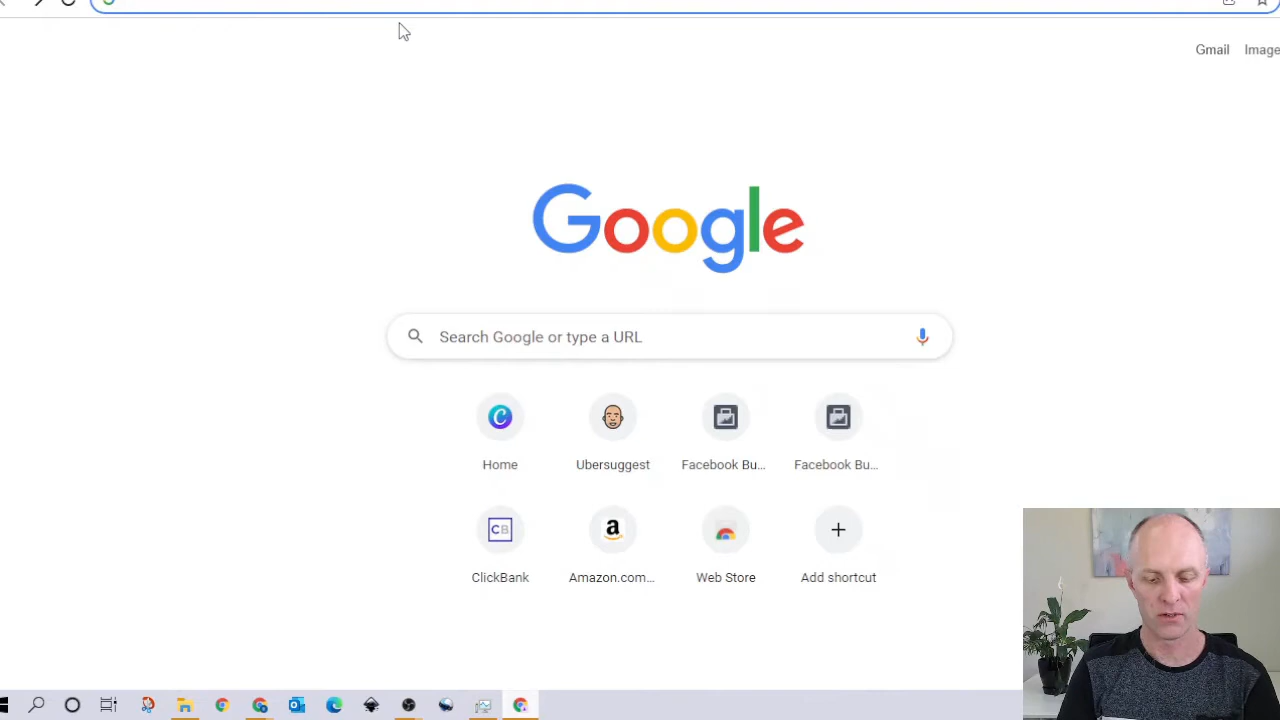 Gmail Image
Google
Search Google or type a URL
Home Ubersuggest Facebook Bu... Facebook Bu...
CB a
ClickBank Amazon.com... Web Store Add shortcut